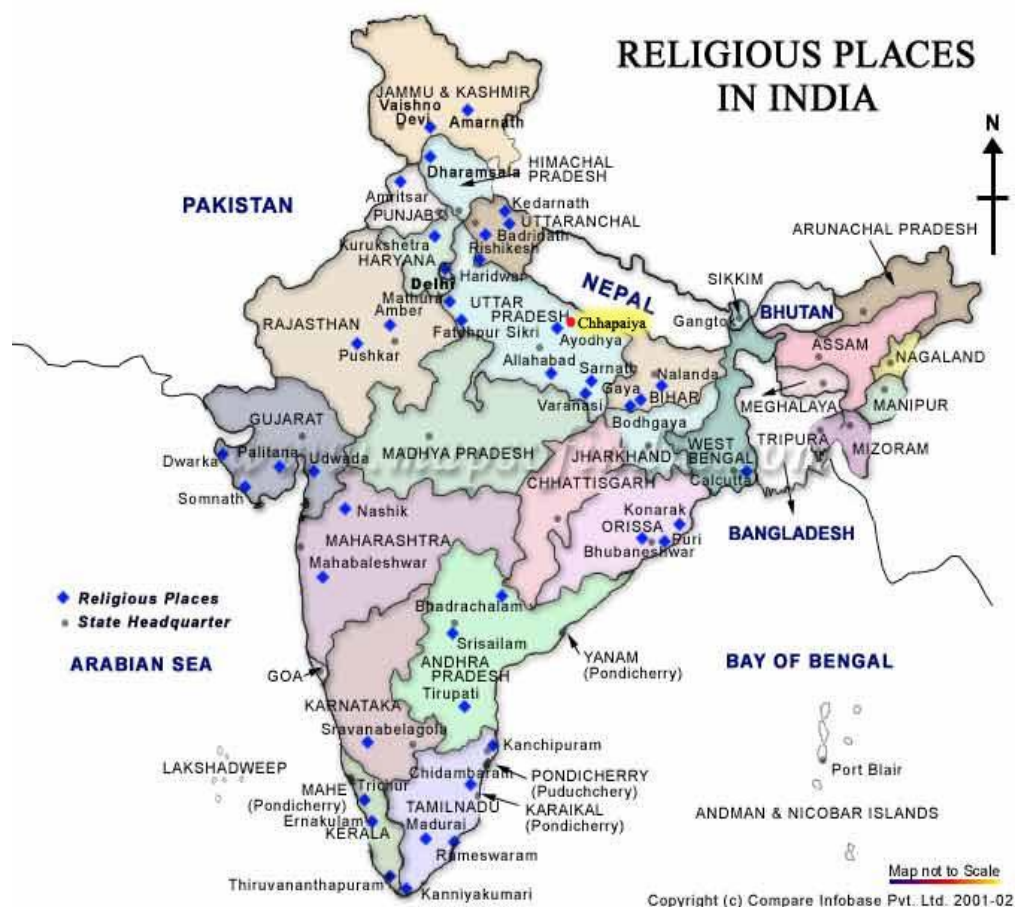 RELIGIOUS PLACES
IN INDIA
N
JAMMU & KASHMIR
Vaishno
Devi
Amarnath
Dharamsala
HIMACHAL
PRADESH
PAKISTAN
Amritsar
PUNJAB
Kedarnath
UTTARANCHAL
Badrinath
Rishikesh
Kurukshetra
HARYANA
Haridwar
Delhi
ARUNACHAL PRADESH
NEPAL
SIKKIM
BHUTAN
Mathura
Amber
UTTAR
PRADESH
Chhapaiya
Gangtok
RAJASTHAN
Fatehpur Sikri
Ayodhya
ASSAM
NAGALAND
Pushkar
Allahabad
Sarnath
Nalanda
Gaya
BIHAR
Varanasi
Bodhgaya
MEGHALAYA
MANIPUR
GUJARAT
MADHYA PRADESH
JHARKHAND
WEST
BENGAL
TRIPURA
MIZORAM
Dwarka
Palitana
Udwada
CHHATTISGARH
Calcutta
Somnath
Nashik
Konarak
ORISSA
Puri
Bhubaneshwar
BANGLADESH
MAHARASHTRA
Mahabaleshwar
Religious Places
State Headquarter
Bhadrachalam
Srisailam
ARABIAN SEA
GOA
ANDHRA
PRADESH
YANAM
(Pondicherry)
BAY OF BENGAL
Tirupati
KARNATAKA
Sravanabelagola
Kanchipuram
LAKSHADWEEP
Chidambaram
PONDICHERRY
(Puduchchery)
Port Blair
MAHE
(Pondicherry)
Trichur
TAMILNADU
KARAIKAL
(Pondicherry)
ANDMAN & NICOBAR ISLANDS
Ernakulam
KERALA
Madurai
Rameswaram
Thiruvananthapuram
Kanniyakumari
Map not to Scale
Copyright (c) Compare Infobase Pvt. Ltd. 2001-02